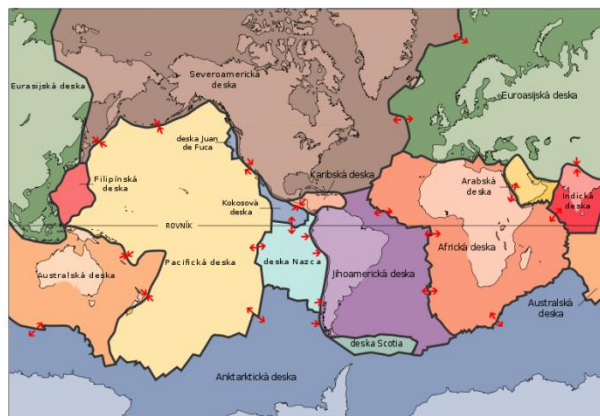 Severoamerická
deska
Eurasijská deska
Euroasijská deska
deska Juan
de Fuca
Filipínská
deska
Karibská deska
Arabská
deska
Indická
deska
Kokosová
deska
ROVNÍK
Australská deska
Pacifická deska
deska Nazca
Jihoamerická deska
Africká deska
Australská
deska
deska Scotia
Anktarktická deska